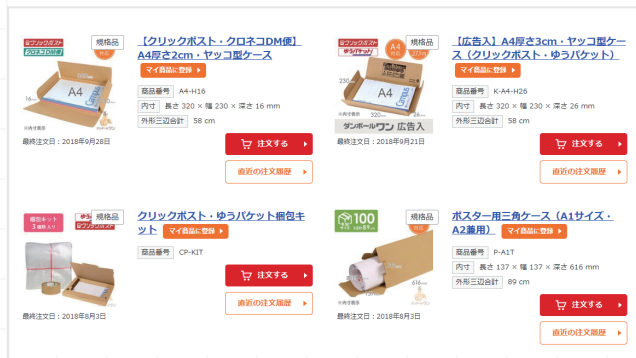 規格品
【クリックポスト・クロネコDM便】
A4厚さ2cm・ヤッコ型ケース
マイ商品に登録
商品番号 A4-H16
内寸 長さ 320 × 幅 230 × 深さ 16 mm
外形三辺合計 58 cm
A4
最終注文日：2018年9月28日
注文する
直近の注文履歴
規格品
【広告入】A4厚さ3cm・ヤッコ型ケー
ス（クリックポスト・ゆうパケット）
マイ商品に登録
商品番号 K-A4-H26
内寸 長さ 320 × 幅 230 × 深さ 26 mm
外形三辺合計 58 cm
A4
230
320
26
ダンボールワン 広告入
最終注文日：2018年9月21日
注文する
直近の注文履歴
梱包キット
規格品
クリックポスト・ゆうパケット梱包キ
ット
マイ商品に登録
商品番号 CP-KIT
最終注文日：2018年8月3日
注文する
直近の注文履歴
100
規格品
ポスター用三角ケース（A1サイズ・
A2兼用）
マイ商品に登録
商品番号 P-A1T
内寸 長さ 137 × 幅 137 × 深さ 616 mm
外形三辺合計 89 cm
最終注文日：2018年8月3日
注文する
直近の注文履歴